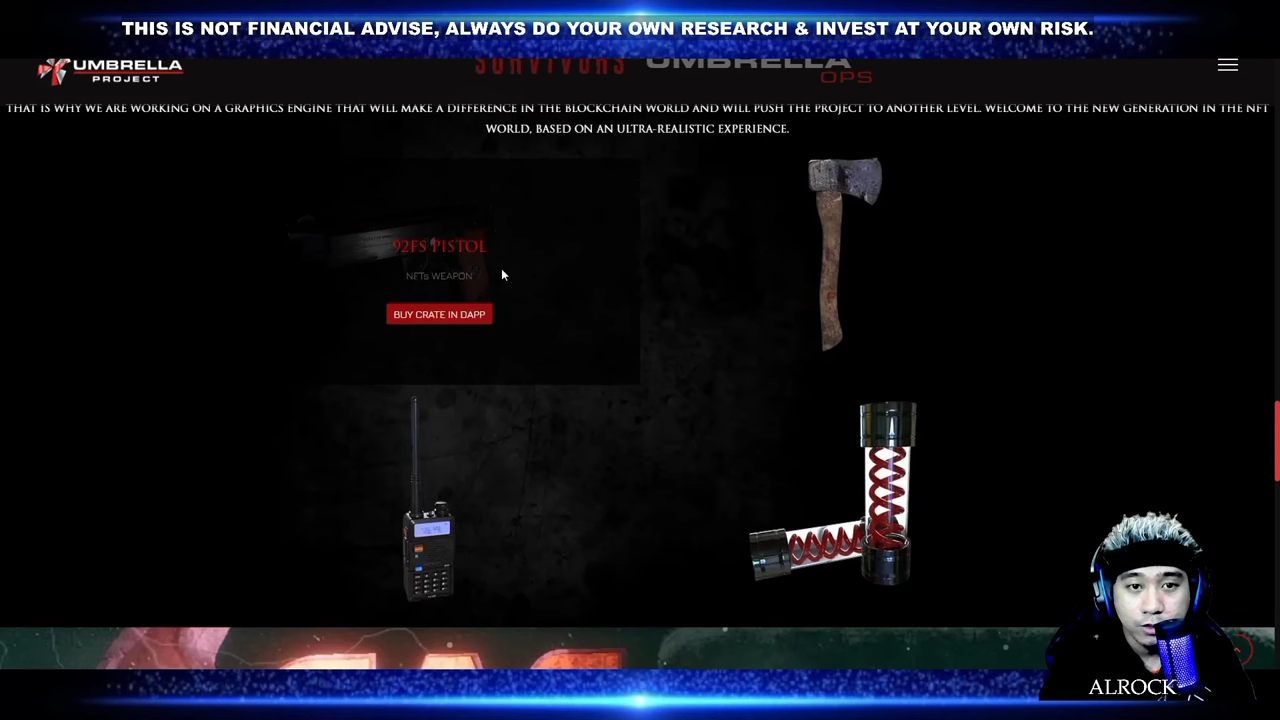 THIS IS NOT FINANCIAL ADVISE, ALWAYS DO YOUR OWN RESEARCH & INVEST AT YOUR OWN RISK.
UMBRELLA
PROJECT
SURVIVORS UMBRELLA
OPS
THAT IS WHY WE ARE WORKING ON A GRAPHICS ENGINE THAT WILL MAKE A DIFFERENCE IN THE BLOCKCHAIN WORLD AND WILL PUSH THE PROJECT TO ANOTHER LEVEL. WELCOME TO THE NEW GENERATION IN THE NFT
WORLD, BASED ON AN ULTRA-REALISTIC EXPERIENCE.
92FS PISTOL
NFTs WEAPON
BUY CRATE IN DAPP
ALROCK